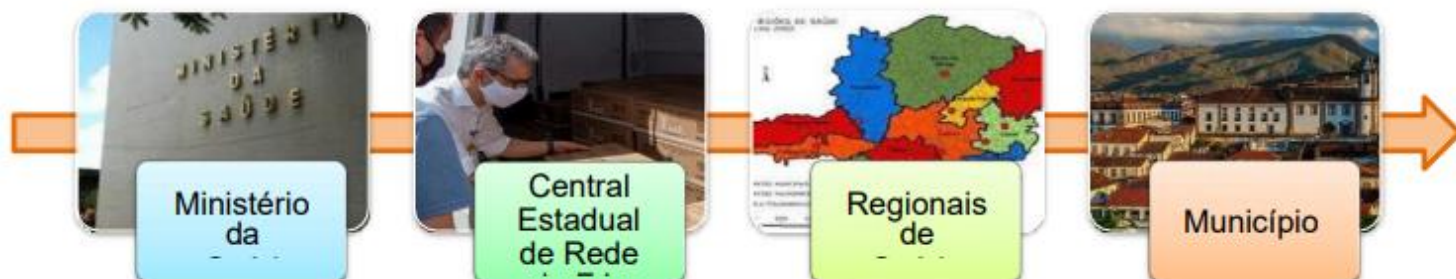 MINISTÉRIO
DA
SAÚDE
Ministério
da
Central
Estadual
de Rede
Regionais
de
Município